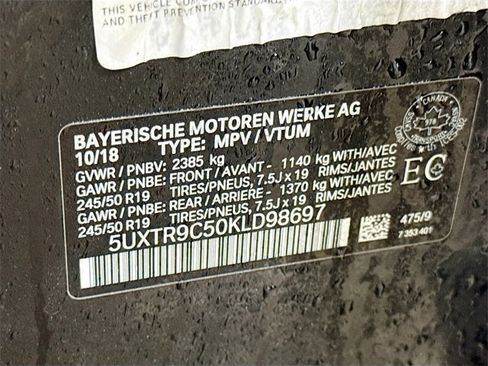 THIS VEHICLE COM
AND THEFT PREVENTION STANDARDS
BAYERISCHE MOTOREN WERKE AG
10/18 TYPE: MPV / VTUM
GVWR / PNBV: 2385 kg
GAWR / PNBE: FRONT / AVANT - 1140 kg WITH/AVEC
245/50 R19 TIRES/PNEUS, 7.5J x 19 RIMS/JANTES
GAWR / PNBE: REAR / ARRIERE - 1370 kg WITH/AVEC
245/50 R19 TIRES/PNEUS, 7.5J x 19 RIMS/JANTES
5UXTR9C50KLD98697
CANADA
EC
475/9
7 353 401